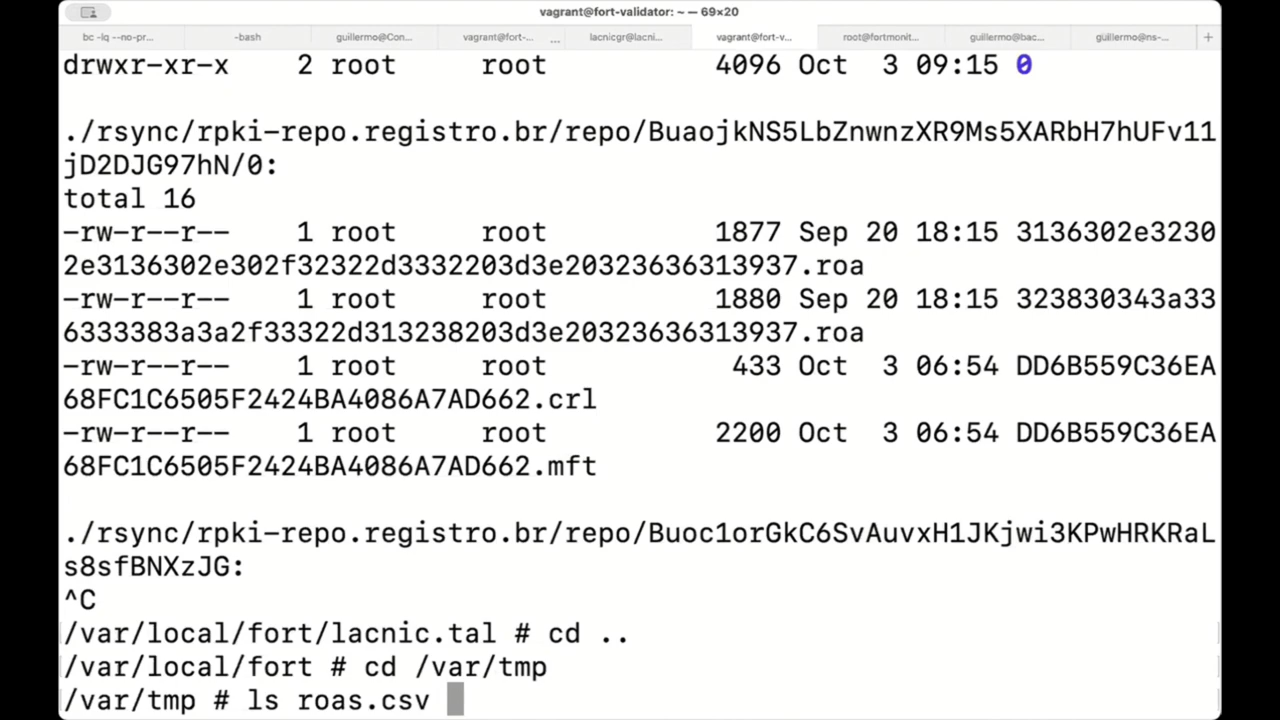 vagrant@fort-validator: ~ — 69×20
bc -lq --no-pr... -bash guillermo@Con... vagrant@fort-... ... lacnicgr@lacni... vagrant@fort-v... root@fortmonit... guillermo@bac... guillermo@ns-... +
drwxr-xr-x 2 root root 4096 Oct 3 09:15 0
./rsync/rpki-repo.registro.br/repo/BuaojkNS5LbZnwnzXR9Ms5XARbH7hUFv11
jD2DJG97hN/0:
total 16
-rw-r--r-- 1 root root 1877 Sep 20 18:15 3136302e3230
2e3136302e302f32322d3332203d3e20323636313937.roa
-rw-r--r-- 1 root root 1880 Sep 20 18:15 323830343a33
6333383a3a2f33322d313238203d3e20323636313937.roa
-rw-r--r-- 1 root root 433 Oct 3 06:54 DD6B559C36EA
68FC1C6505F2424BA4086A7AD662.crl
-rw-r--r-- 1 root root 2200 Oct 3 06:54 DD6B559C36EA
68FC1C6505F2424BA4086A7AD662.mft
./rsync/rpki-repo.registro.br/repo/Buoc1orGkC6SvAuvxH1JKjwi3KPwHRKRaL
s8sfBNXzJG:
^C
/var/local/fort/lacnic.tal # cd ..
/var/local/fort # cd /var/tmp
/var/tmp # ls roas.csv